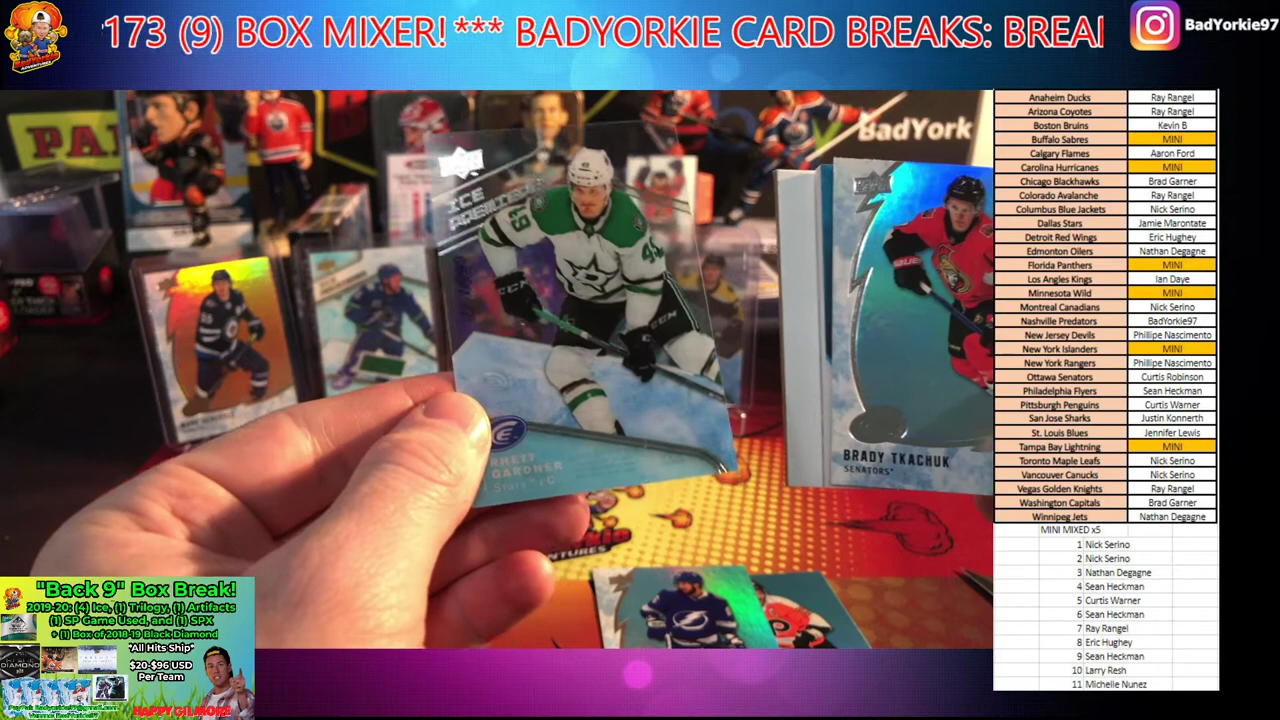 173 (9) BOX MIXER! *** BADYORKIE CARD BREAKS: BREAI
BadYorkie97
BadYork
ICE PREMIERES
49
RHETT
GARDNER
Stars • C
BRADY TKACHUK
SENATORS
Anaheim Ducks Ray Rangel
Arizona Coyotes Ray Rangel
Boston Bruins Kevin B
Buffalo Sabres MINI
Calgary Flames Aaron Ford
Carolina Hurricanes MINI
Chicago Blackhawks Brad Garner
Colorado Avalanche Ray Rangel
Columbus Blue Jackets Nick Serino
Dallas Stars Jamie Marontate
Detroit Red Wings Eric Hughey
Edmonton Oilers Nathan Degagne
Florida Panthers MINI
Los Angeles Kings Ian Daye
Minnesota Wild MINI
Montreal Canadians Nick Serino
Nashville Predators BadYorkie97
New Jersey Devils Phillipe Nascimento
New York Islanders MINI
New York Rangers Phillipe Nascimento
Ottawa Senators Curtis Robinson
Philadelphia Flyers Sean Heckman
Pittsburgh Penguins Curtis Warner
San Jose Sharks Justin Konnerth
St. Louis Blues Jennifer Lewis
Tampa Bay Lightning MINI
Toronto Maple Leafs Nick Serino
Vancouver Canucks Nick Serino
Vegas Golden Knights Ray Rangel
Washington Capitals Brad Garner
Winnipeg Jets Nathan Degagne
MINI MIXED x5
1 Nick Serino
2 Nick Serino
3 Nathan Degagne
4 Sean Heckman
5 Curtis Warner
6 Sean Heckman
7 Ray Rangel
8 Eric Hughey
9 Sean Heckman
10 Larry Resh
11 Michelle Nunez
"Back 9" Box Break!
2019-20: (4) Ice, (1) Trilogy, (1) Artifacts
(1) SP Game Used, and (1) SPX
+ (1) Box of 2018-19 Black Diamond
*All Hits Ship*
$20-$96 USD
Per Team
HAPPY GILMORE